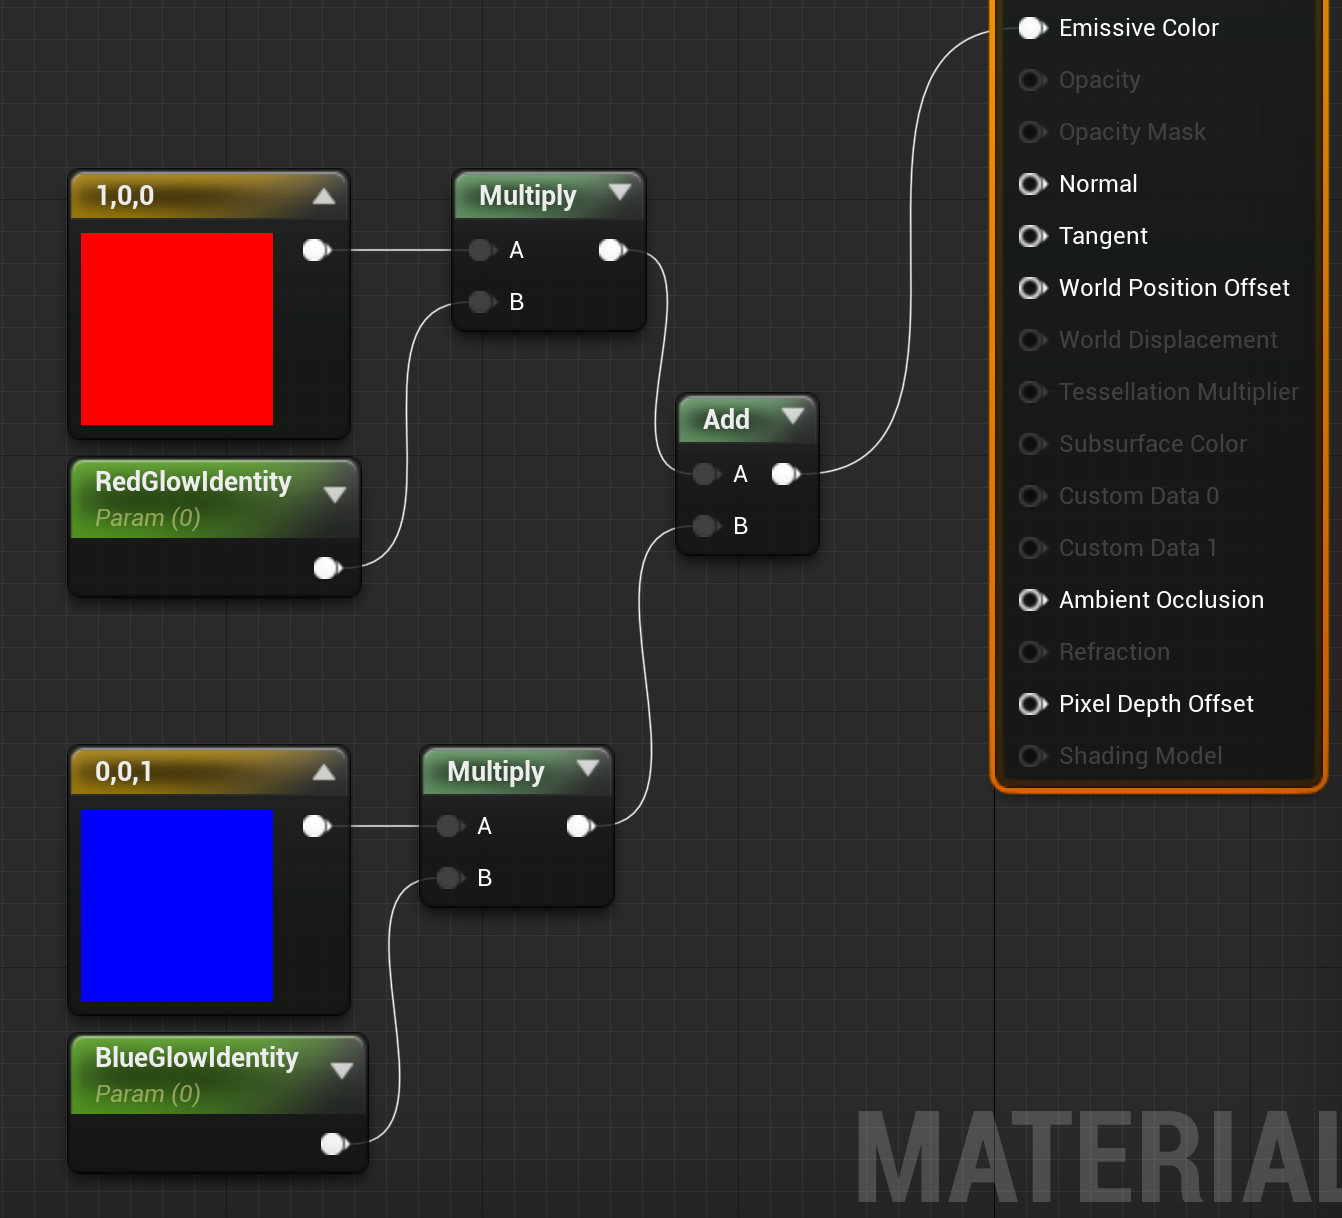 1,0,0
Multiply
A
B
RedGlowIdentity
Param (0)
Add
A
B
0,0,1
Multiply
A
B
BlueGlowIdentity
Param (0)
Emissive Color
Opacity
Opacity Mask
Normal
Tangent
World Position Offset
World Displacement
Tessellation Multiplier
Subsurface Color
Custom Data 0
Custom Data 1
Ambient Occlusion
Refraction
Pixel Depth Offset
Shading Model
MATERIAL